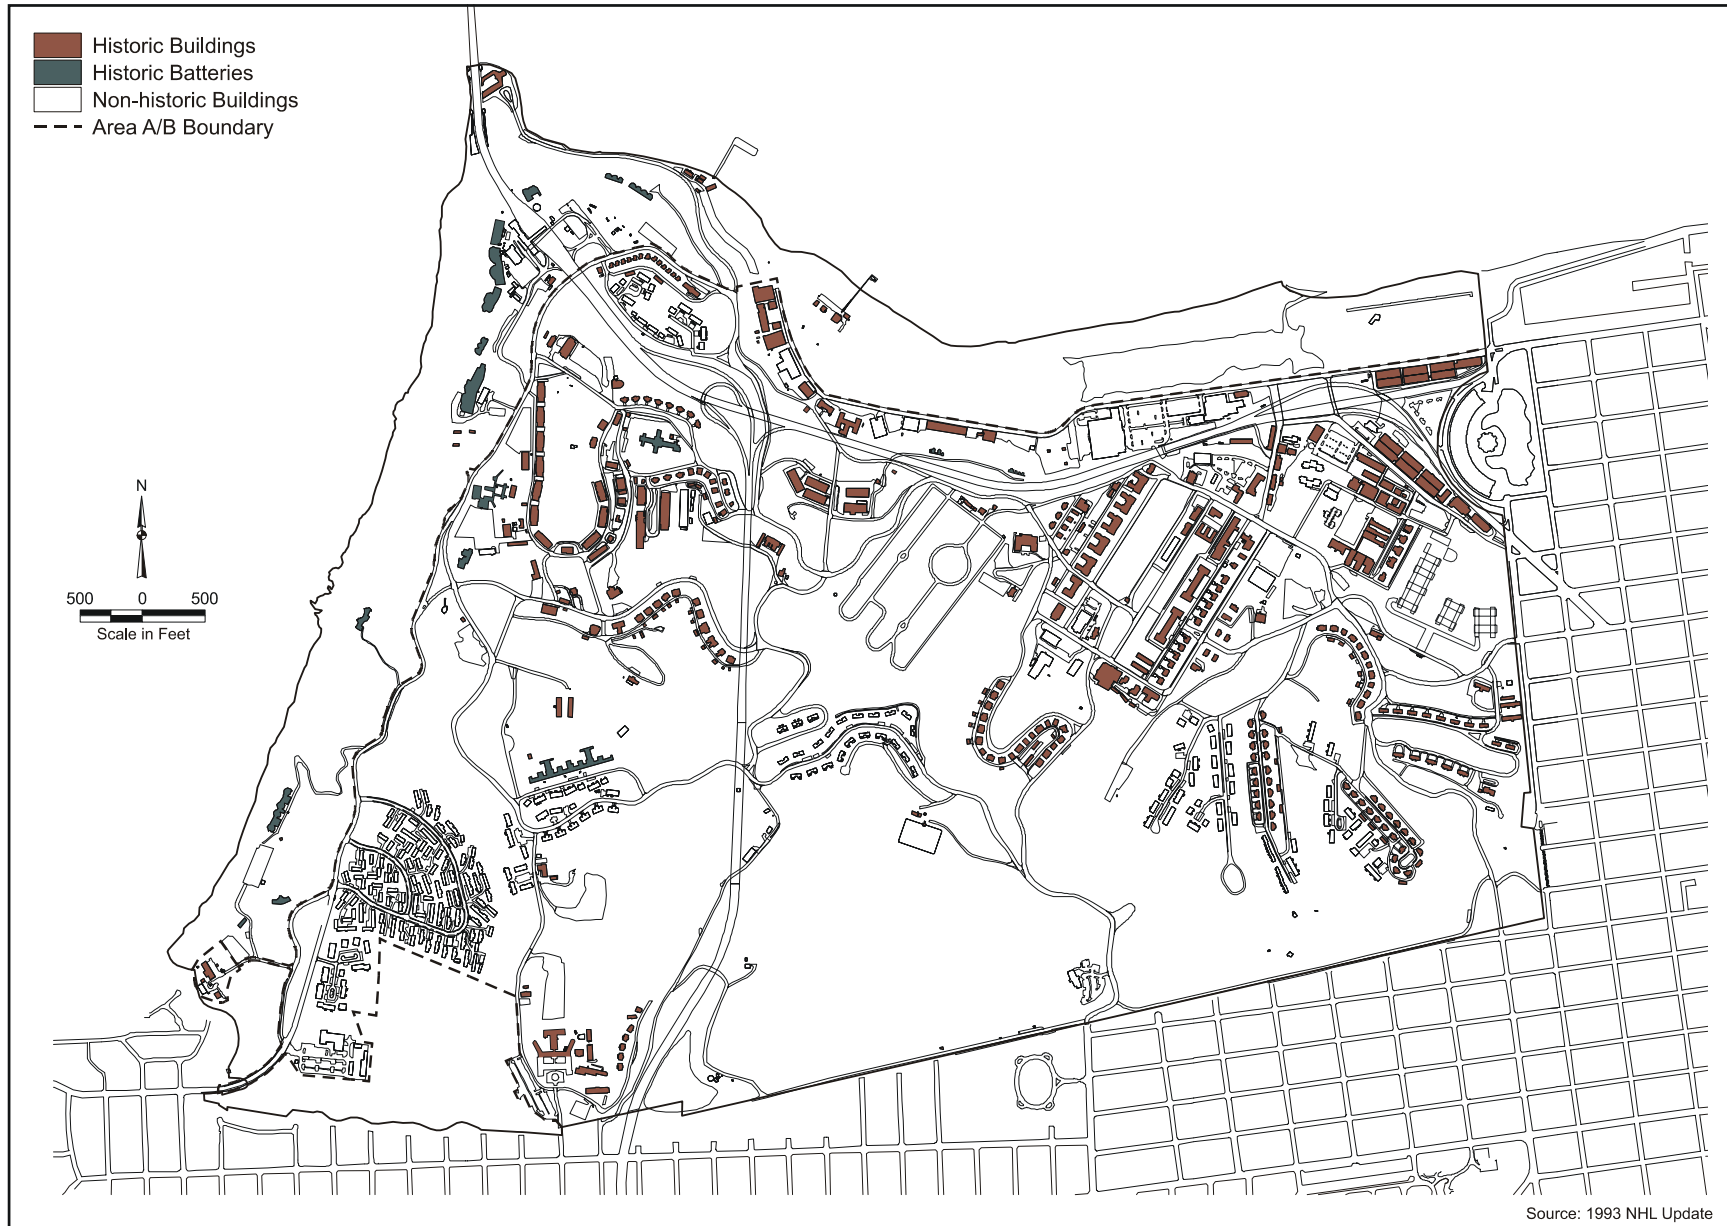 Historic Buildings
Historic Batteries
Non-historic Buildings
Area A/B Boundary
N
500 0 500
Scale in Feet
Source: 1993 NHL Update